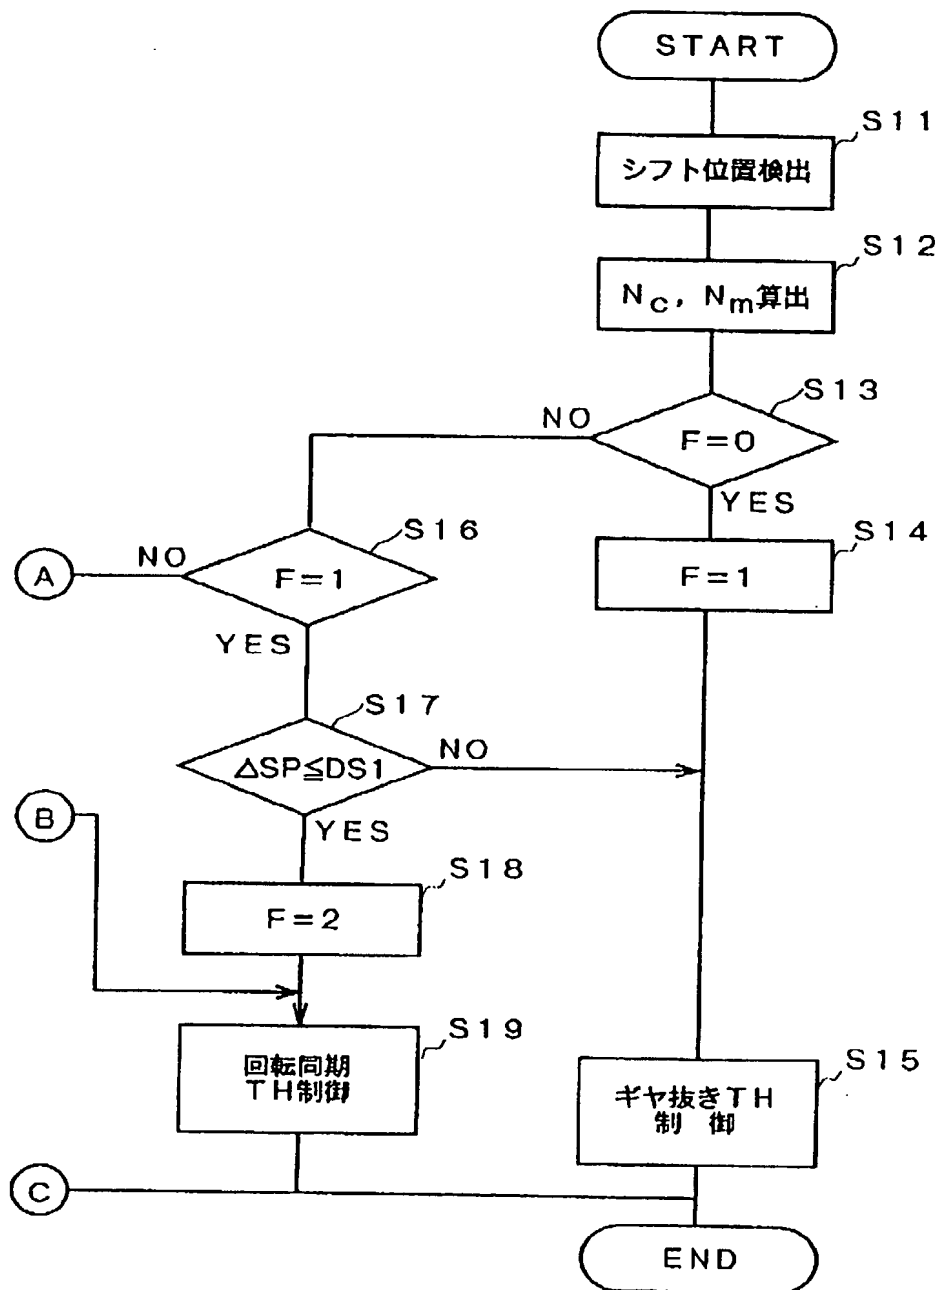 START
S11
シフト位置検出
S12
Nc, Nm算出
S13
NO
F=0
YES
S16
S14
A
NO
F=1
F=1
YES
S17
NO
ΔSP≦DS1
B
YES
S18
F=2
S19
回転同期
TH制御
S15
ギヤ抜きTH
制 御
C
END